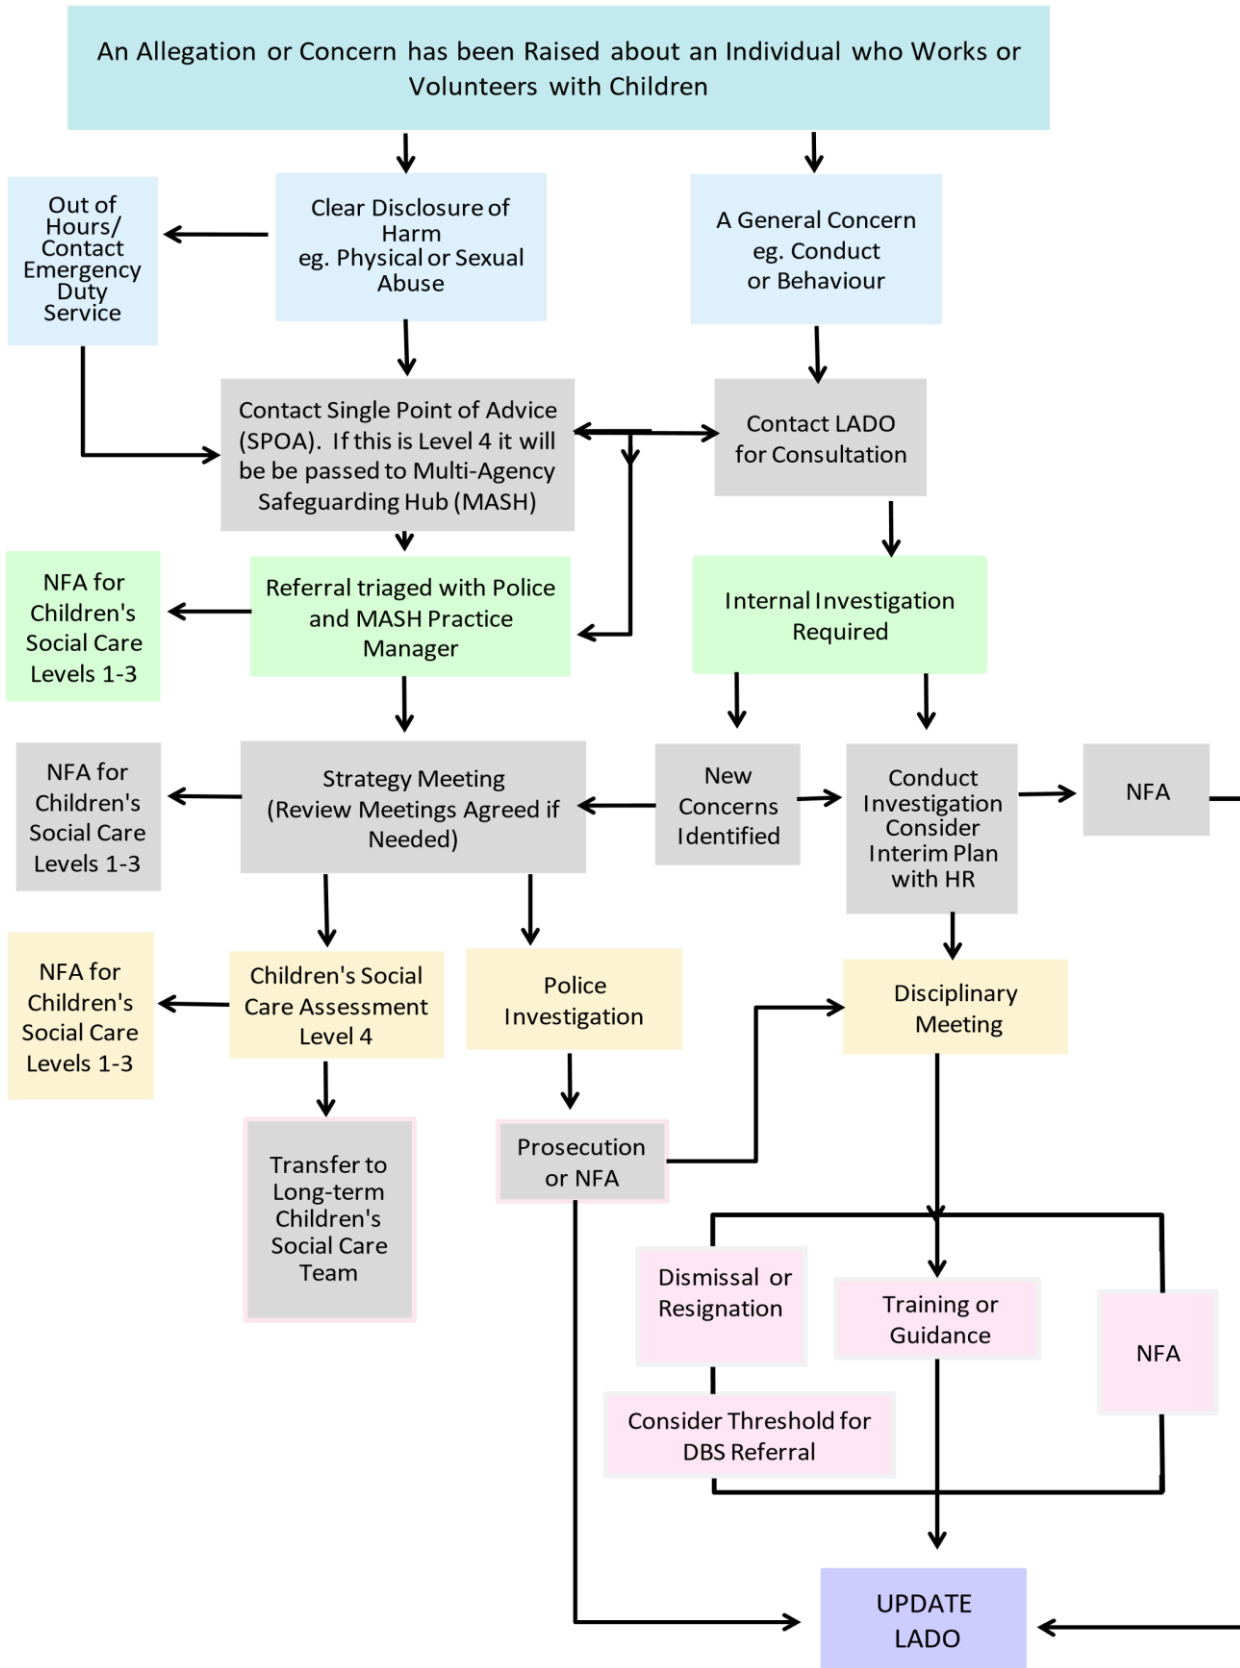 An Allegation or Concern has been Raised about an Individual who Works or
Volunteers with Children
Out of
Hours/
Contact
Emergency
Duty
Service
Clear Disclosure of
Harm
eg. Physical or Sexual
Abuse
A General Concern
eg. Conduct
or Behaviour
Contact Single Point of Advice
(SPOA). If this is Level 4 it will
be be passed to Multi-Agency
Safeguarding Hub (MASH)
Contact LADO
for Consultation
NFA for
Children's
Social Care
Levels 1-3
Referral triaged with Police
and MASH Practice
Manager
Internal Investigation
Required
NFA for
Children's
Social Care
Levels 1-3
Strategy Meeting
(Review Meetings Agreed if
Needed)
New
Concerns
Identified
Conduct
Investigation
Consider
Interim Plan
with HR
NFA
NFA for
Children's
Social Care
Levels 1-3
Children's Social
Care Assessment
Level 4
Police
Investigation
Disciplinary
Meeting
Transfer to
Long-term
Children's
Social Care
Team
Prosecution
or NFA
Dismissal or
Resignation
Training or
Guidance
NFA
Consider Threshold for
DBS Referral
UPDATE
LADO